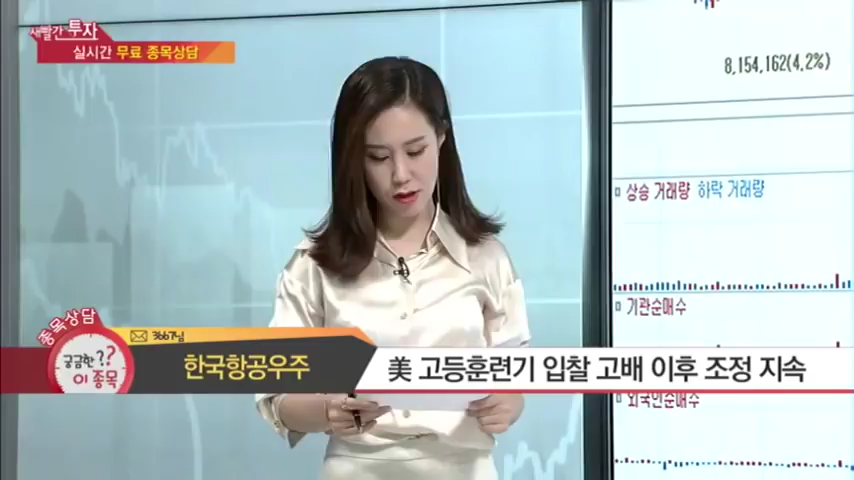 새빨간 투자
실시간 무료 종목상담
8,154,162(4.2%)
상승 거래량 하락 거래량
기관순매수
종목상담
궁금한??
이 종목
3667님
한국항공우주
美 고등훈련기 입찰 고배 이후 조정 지속
외국인순매수